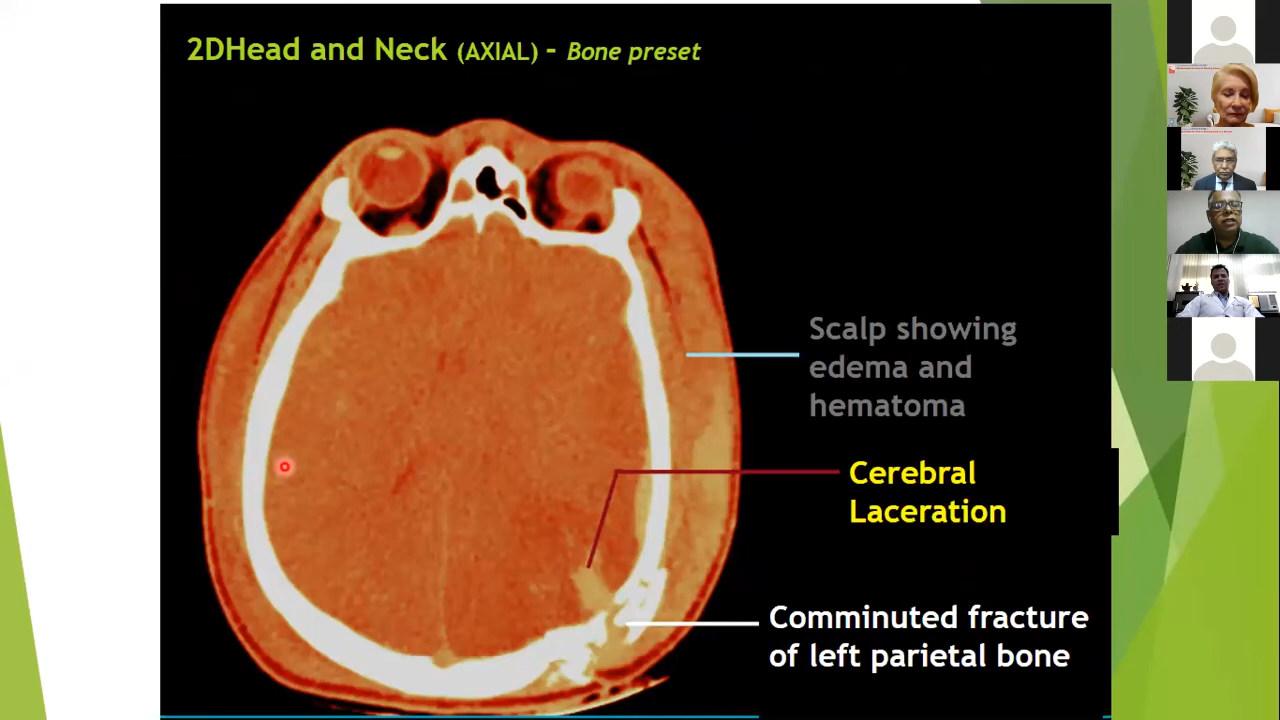 2DHead and Neck (AXIAL) – Bone preset
Scalp showing
edema and
hematoma
Cerebral
Laceration
Comminuted fracture
of left parietal bone